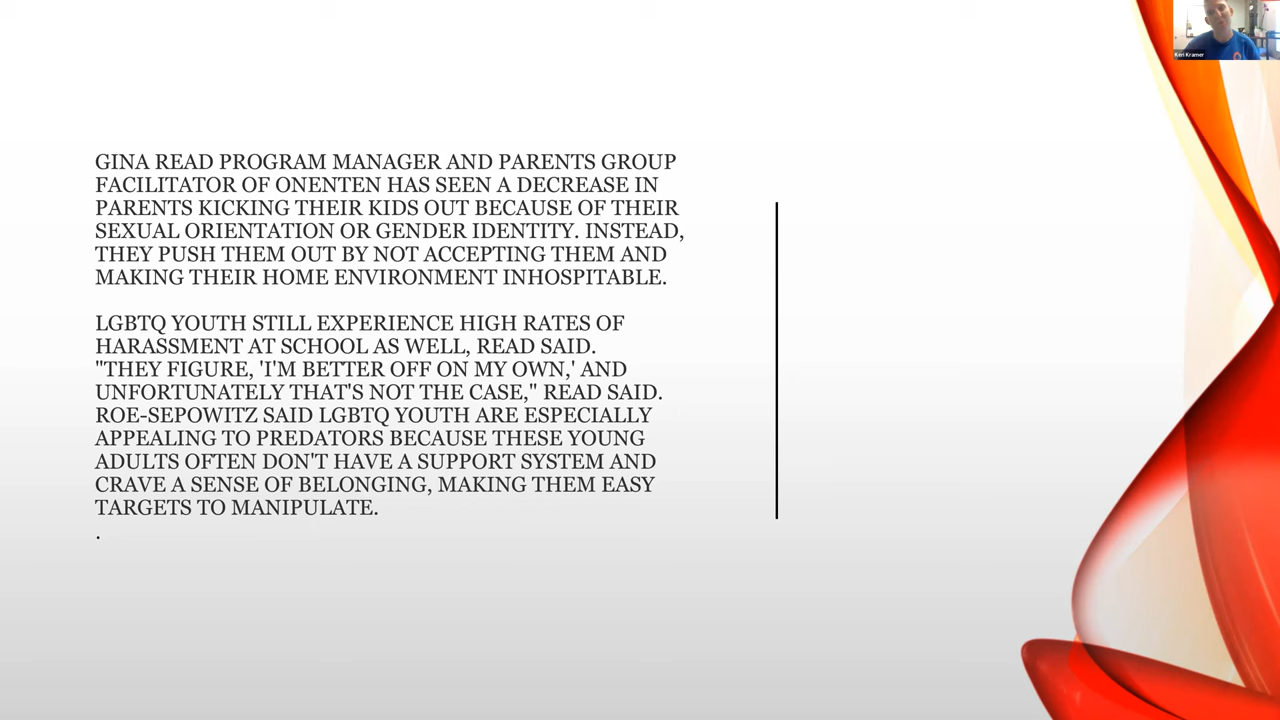 Keri Kramer
GINA READ PROGRAM MANAGER AND PARENTS GROUP
FACILITATOR OF ONENTEN HAS SEEN A DECREASE IN
PARENTS KICKING THEIR KIDS OUT BECAUSE OF THEIR
SEXUAL ORIENTATION OR GENDER IDENTITY. INSTEAD,
THEY PUSH THEM OUT BY NOT ACCEPTING THEM AND
MAKING THEIR HOME ENVIRONMENT INHOSPITABLE.
LGBTQ YOUTH STILL EXPERIENCE HIGH RATES OF
HARASSMENT AT SCHOOL AS WELL, READ SAID.
"THEY FIGURE, 'I'M BETTER OFF ON MY OWN,' AND
UNFORTUNATELY THAT'S NOT THE CASE," READ SAID.
ROE-SEPOWITZ SAID LGBTQ YOUTH ARE ESPECIALLY
APPEALING TO PREDATORS BECAUSE THESE YOUNG
ADULTS OFTEN DON'T HAVE A SUPPORT SYSTEM AND
CRAVE A SENSE OF BELONGING, MAKING THEM EASY
TARGETS TO MANIPULATE.
.